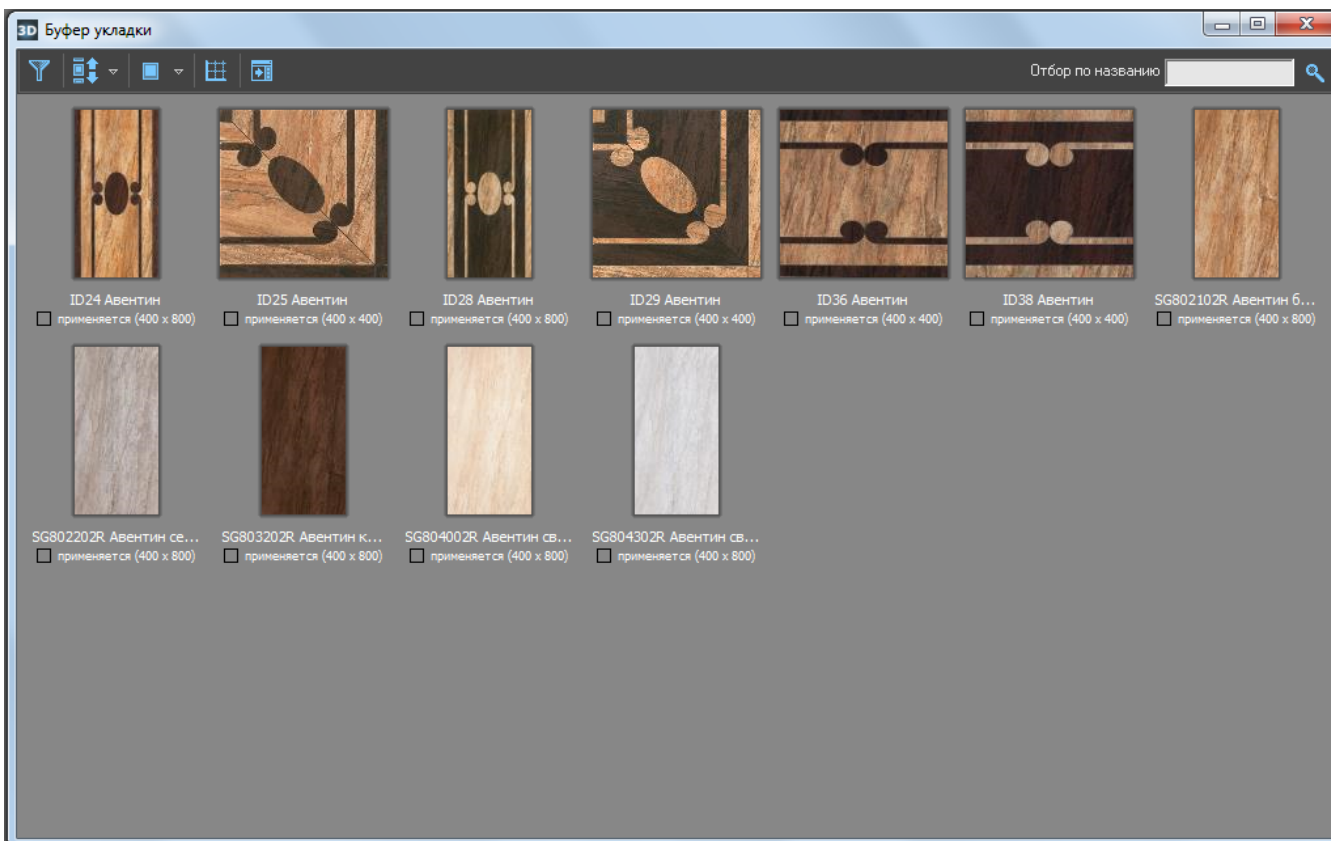 3D Буфер укладки
Отбор по названию
ID24 Авентин
применяется (400 x 800)
ID25 Авентин
применяется (400 x 400)
ID28 Авентин
применяется (400 x 800)
ID29 Авентин
применяется (400 x 400)
ID36 Авентин
применяется (400 x 400)
ID38 Авентин
применяется (400 x 400)
SG802102R Авентин б...
применяется (400 x 800)
SG802202R Авентин се...
применяется (400 x 800)
SG803202R Авентин к...
применяется (400 x 800)
SG804002R Авентин св...
применяется (400 x 800)
SG804302R Авентин св...
применяется (400 x 800)